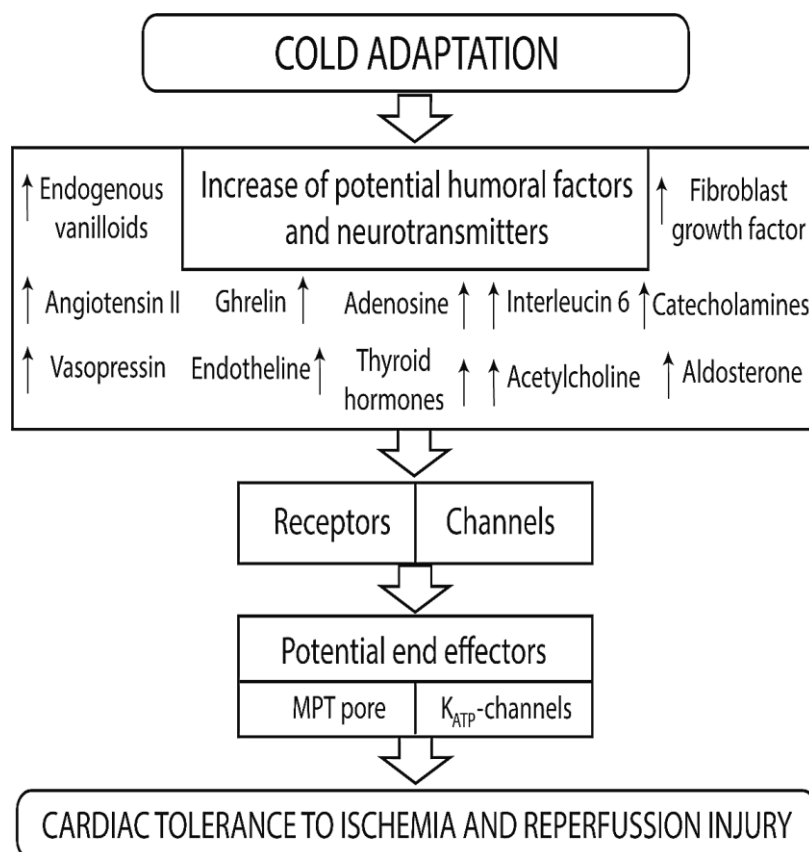 COLD ADAPTATION
↑ Endogenous
vanilloids
Increase of potential humoral factors
and neurotransmitters
↑ Fibroblast
growth factor
↑ Angiotensin II Ghrelin ↑ Adenosine ↑ ↑ Interleucin 6 ↑ Catecholamines
↑ Vasopressin Endotheline ↑ Thyroid
hormones ↑ ↑ Acetylcholine ↑ Aldosterone
Receptors Channels
Potential end effectors
MPT pore K_ATP-channels
CARDIAC TOLERANCE TO ISCHEMIA AND REPERFUSSION INJURY